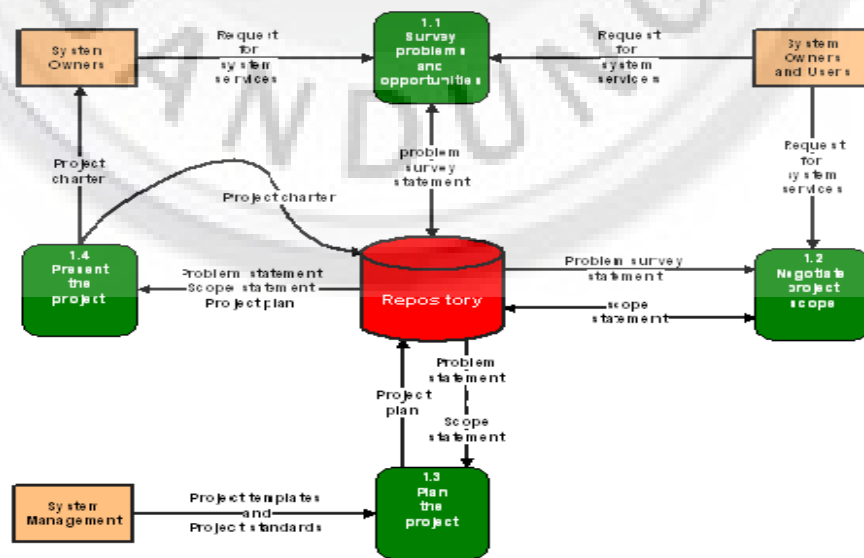 System
Owners
Request
for
system
services
1.1
Survey
problems
and
opportunities
Request
for
system
services
System
Owners
and Users
Project
charter
problem
survey
statement
Request
for
system
services
Project charter
1.4
Present
the
project
Problem statement
Scope statement
Project plan
Repository
Problem survey
statement
scope
statement
1.2
Negotiate
project
scope
Project
plan
Problem
statement
Scope
statement
System
Management
Project templates
and
Project standards
1.3
Plan
the
project
ANDUN